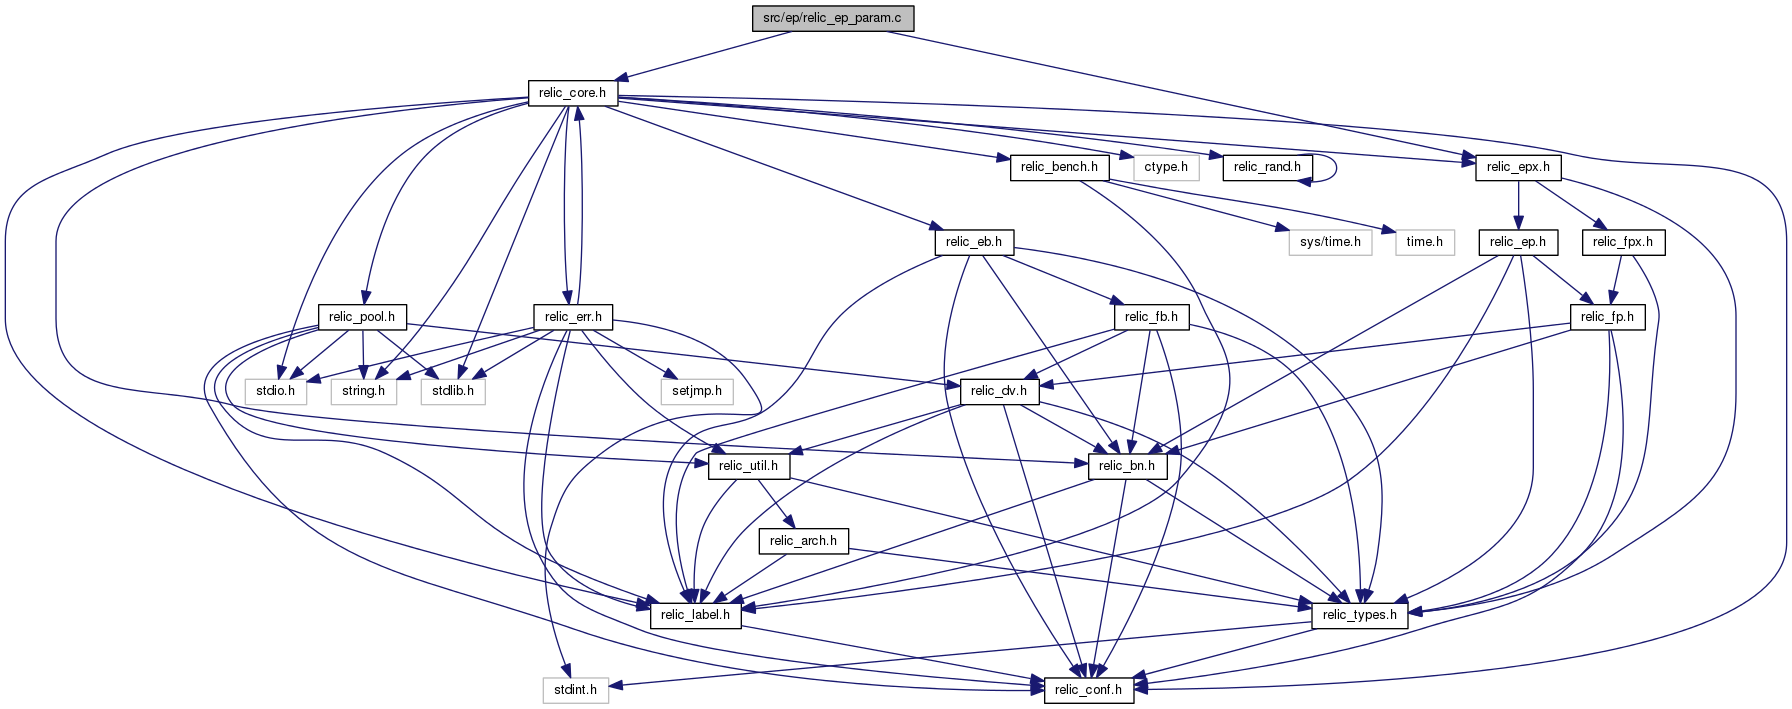 src/ep/relic_ep_param.c
relic_core.h
relic_bench.h
ctype.h
relic_rand.h
relic_epx.h
relic_eb.h
sys/time.h
time.h
relic_ep.h
relic_fpx.h
relic_pool.h
relic_err.h
relic_fb.h
relic_fp.h
stdio.h
string.h
stdlib.h
setjmp.h
relic_dv.h
relic_util.h
relic_bn.h
relic_arch.h
relic_label.h
relic_types.h
stdint.h
relic_conf.h